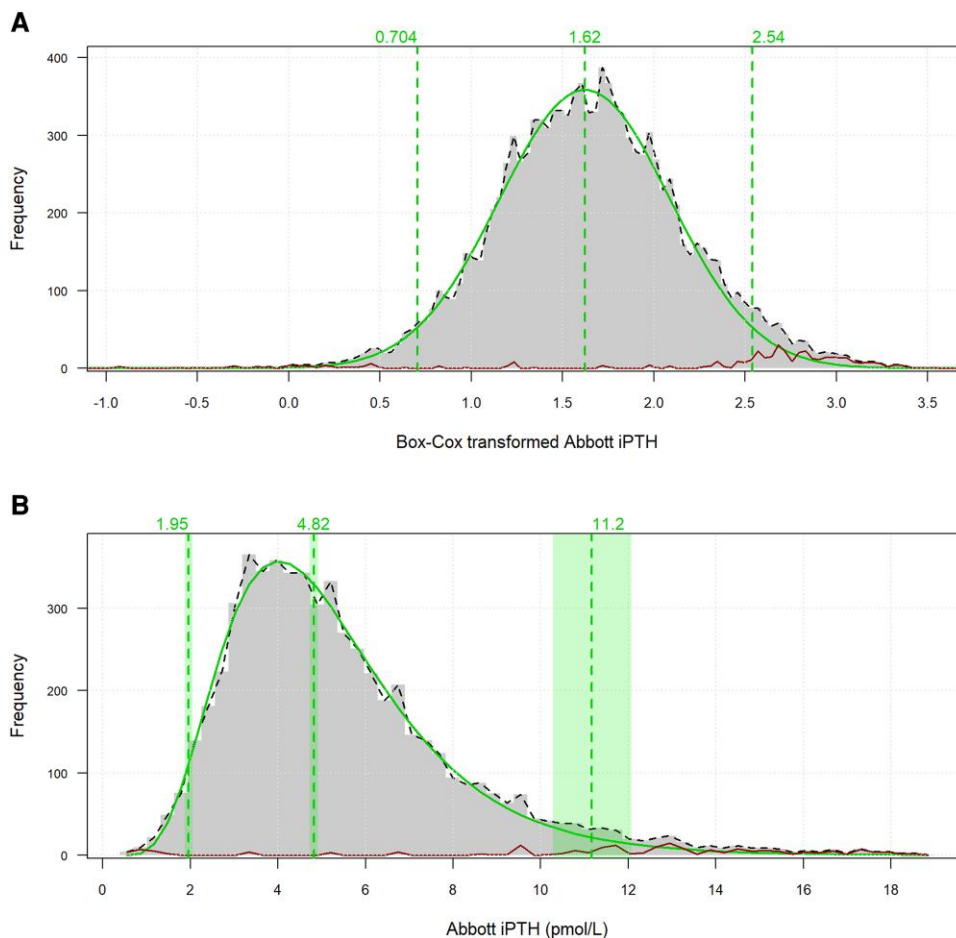 A
0.704 1.62 2.54
400
300
200
100
0
Frequency
-1.0 -0.5 0.0 0.5 1.0 1.5 2.0 2.5 3.0 3.5
Box-Cox transformed Abbott iPTH
B
1.95 4.82 11.2
300
200
100
0
Frequency
0 2 4 6 8 10 12 14 16 18
Abbott iPTH (pmol/L)